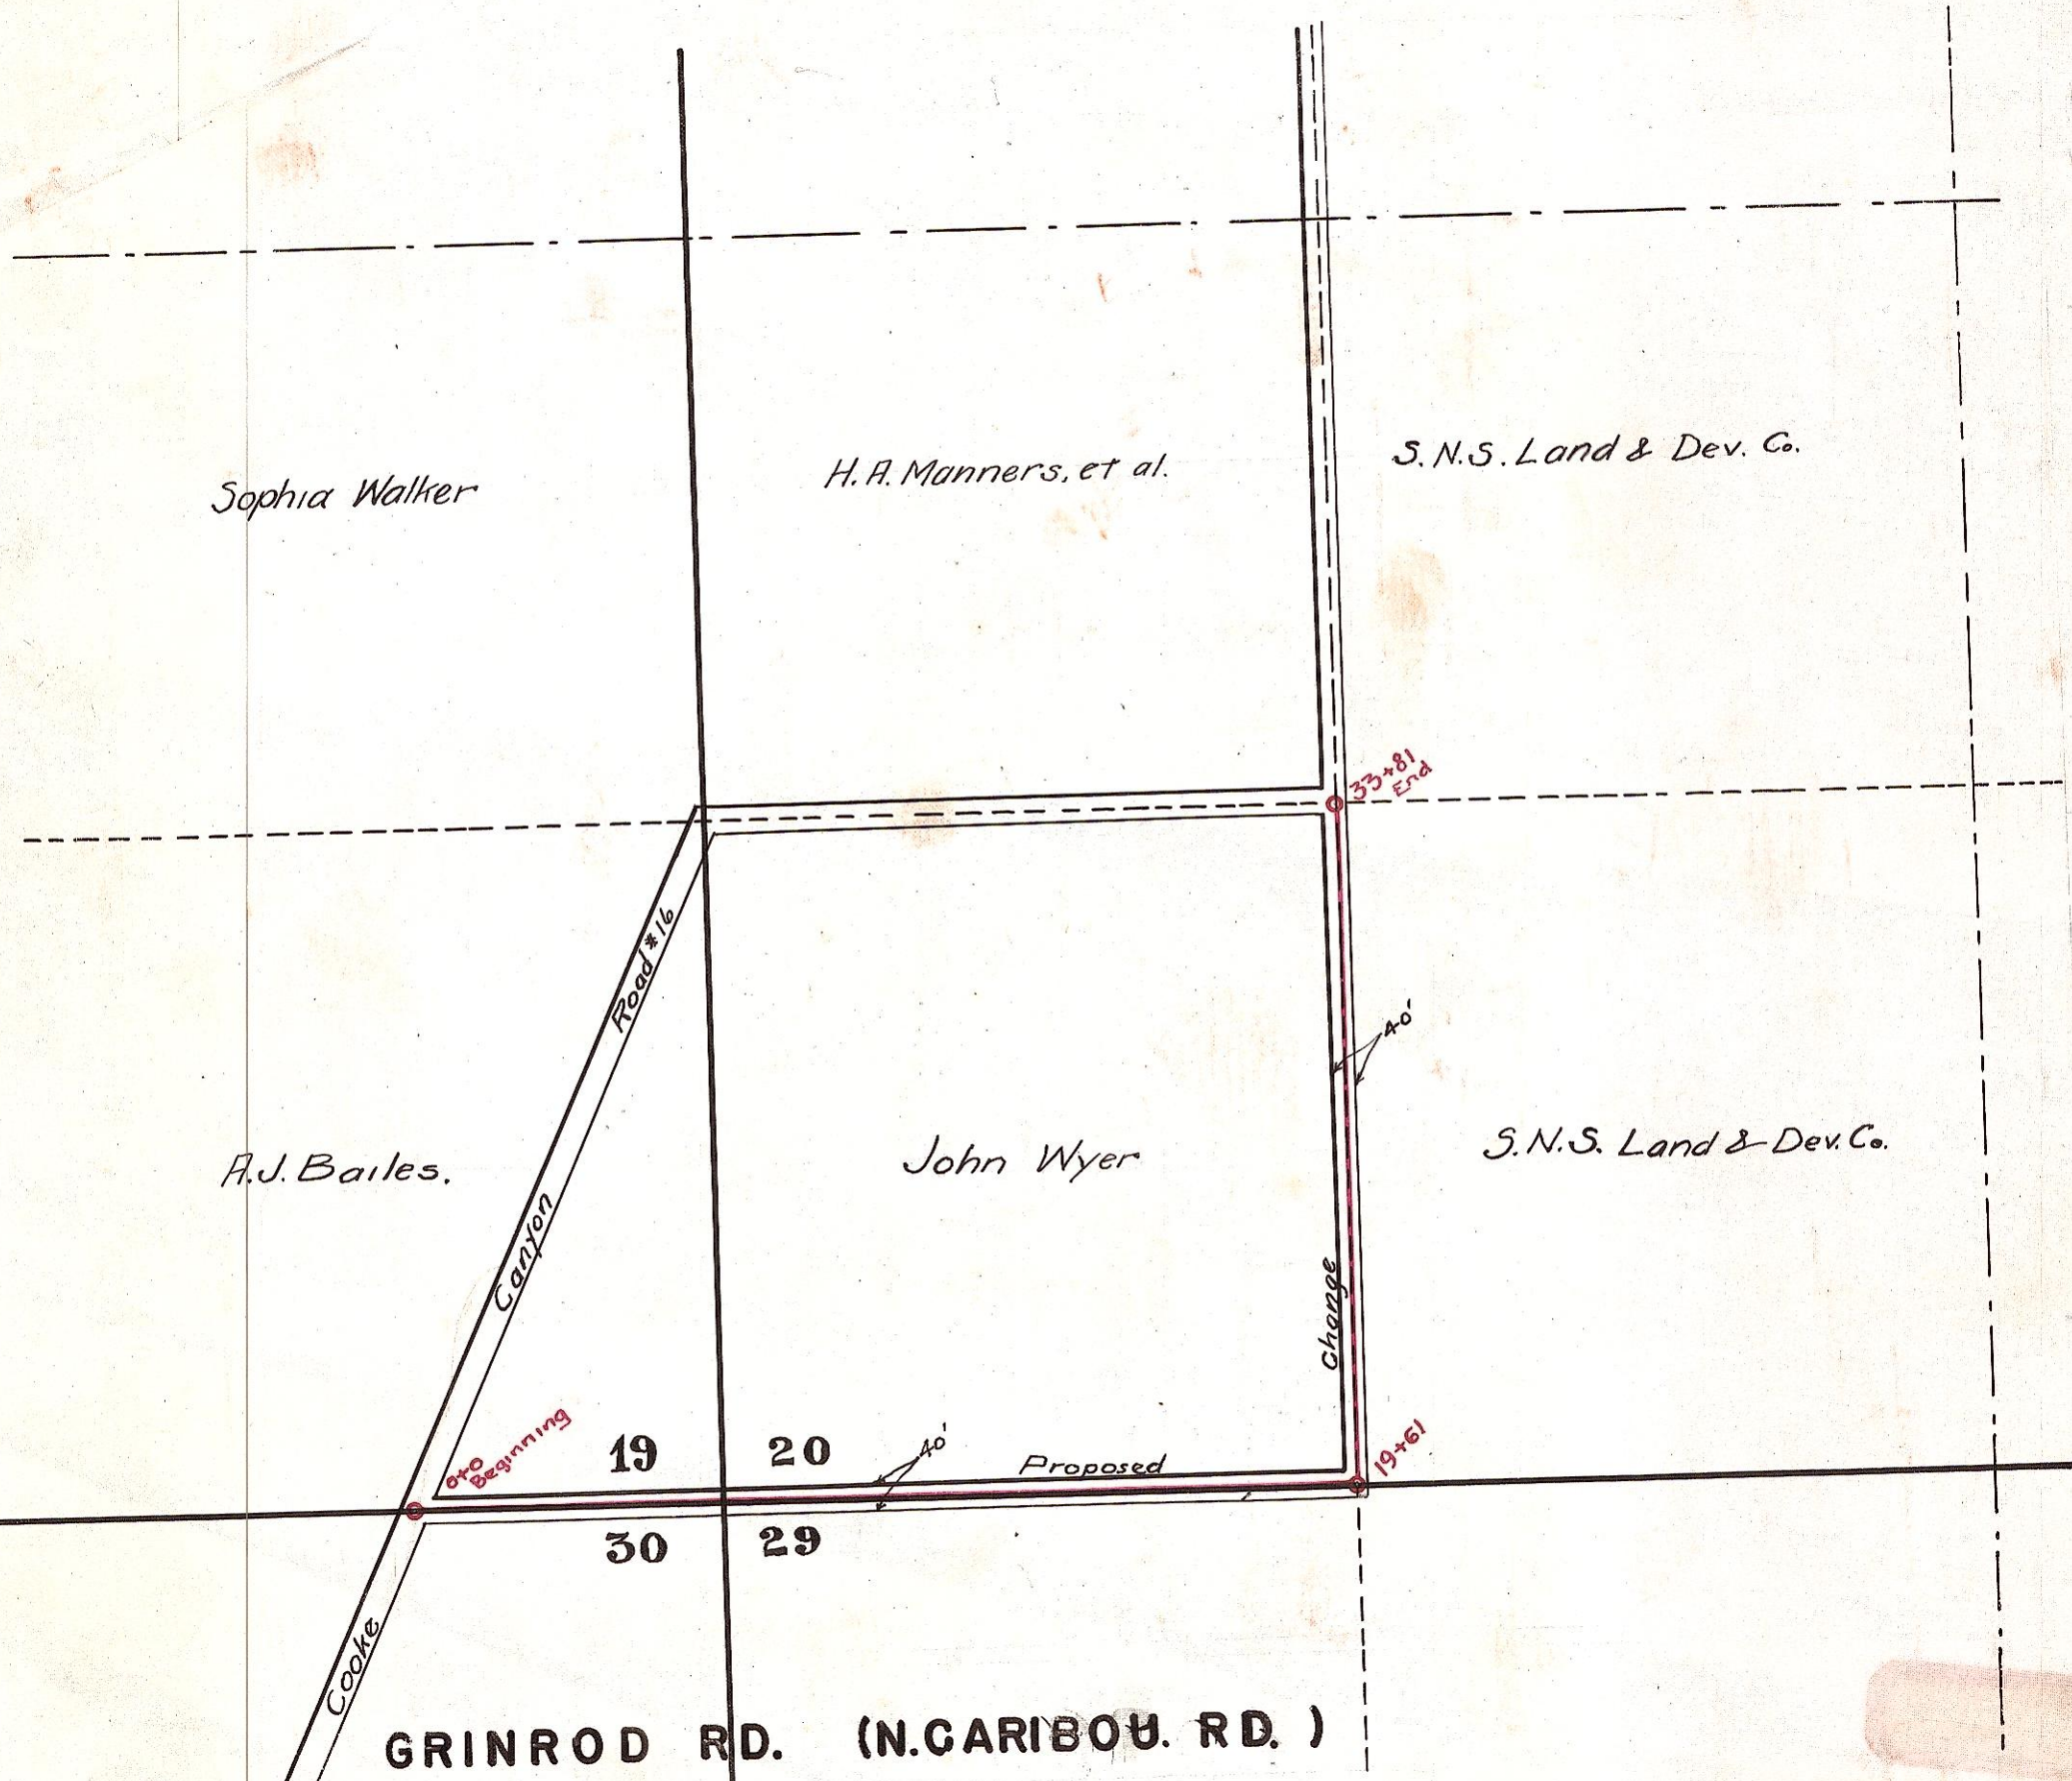 S.N.S. Land & Dev. Co.
H.A. Manners, et al.
Sophia Walker
33+81
End
Road #16
40'
S.N.S. Land & Dev. Co.
John Wyer
A.J. Bailes.
Canyon
Change
0+0
Beginning
19
20
40'
Proposed
19+61
30
29
Cooke
GRINROD RD. (N.CARIBOU. RD. )